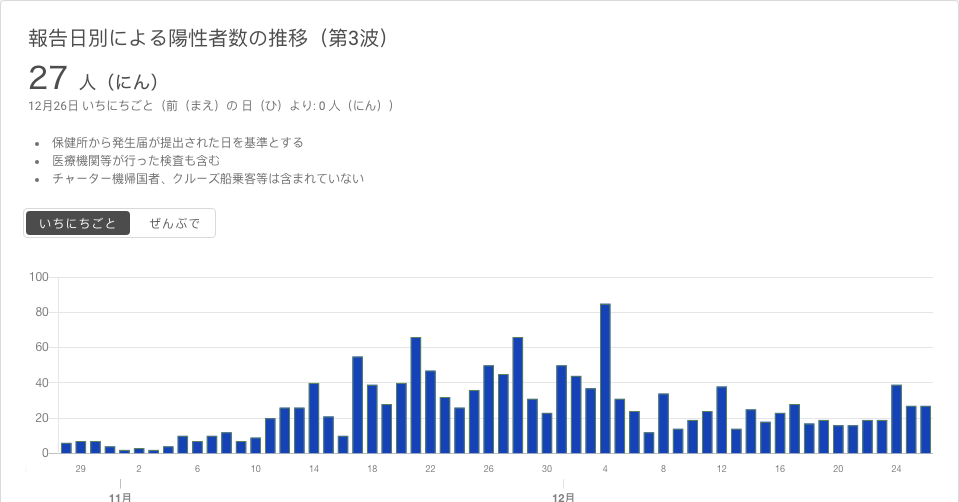 報告日別による陽性者数の推移（第3波）
27 人（にん）
12月26日 いちにちごと（前（まえ）の 日（ひ）より: 0 人（にん））
保健所から発生届が提出された日を基準とする
医療機関等が行った検査も含む
チャーター機帰国者、クルーズ船乗客等は含まれていない
いちにちごと ぜんぶで
100
80
60
40
20
0
29 2 6 10 14 18 22 26 30 4 8 12 16 20 24
11月 12月